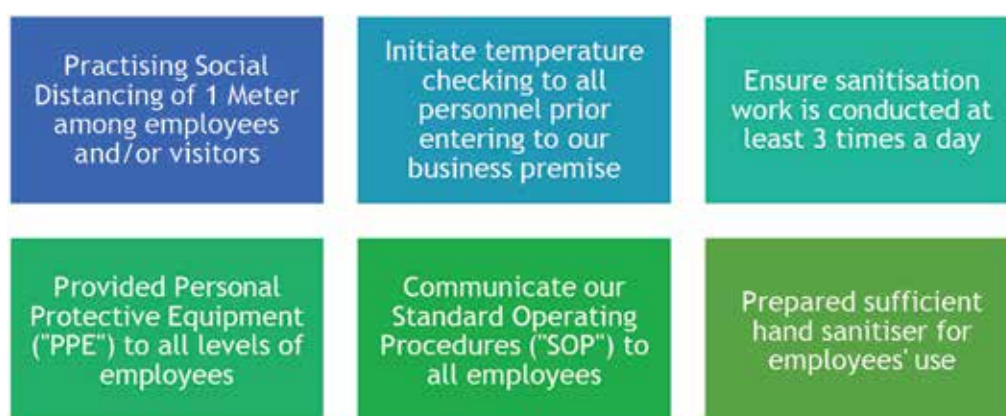 Practising Social
Distancing of 1 Meter
among employees
and/or visitors
Initiate temperature
checking to all
personnel prior
entering to our
business premise
Ensure sanitisation
work is conducted at
least 3 times a day
Provided Personal
Protective Equipment
("PPE") to all levels of
employees
Communicate our
Standard Operating
Procedures ("SOP") to
all employees
Prepared sufficient
hand sanitiser for
employees' use